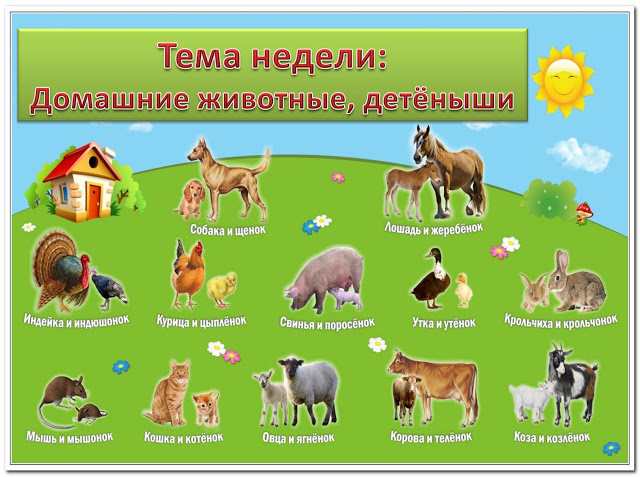 Тема недели:
Домашние животные, детёныши
Собака и щенок
Лошадь и жеребёнок
Индейка и индюшонок
Курица и цыплёнок
Свинья и поросёнок
Утка и утёнок
Крольчиха и крольчонок
Мышь и мышонок
Кошка и котёнок
Овца и ягнёнок
Корова и телёнок
Коза и козлёнок